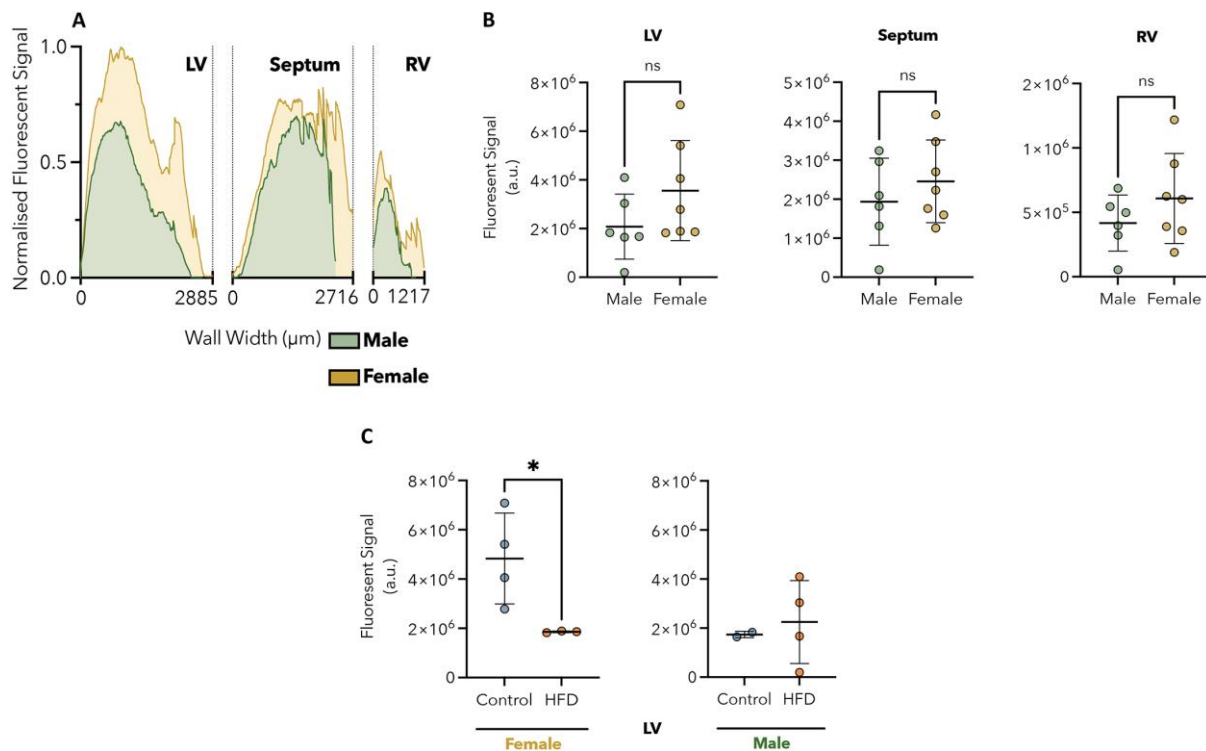 A
Normalised Fluorescent Signal
1.0
0.5
0.0
LV
Septum
RV
0
2885
0
2716
0
1217
Wall Width (μm)
Male
Female
B
LV
Fluoresent Signal
(a.u.)
8×10⁶
6×10⁶
4×10⁶
2×10⁶
0
ns
Male
Female
Septum
5×10⁶
4×10⁶
3×10⁶
2×10⁶
1×10⁶
0
ns
Male
Female
RV
2×10⁶
1×10⁶
5×10⁵
0
ns
Male
Female
C
Fluoresent Signal
(a.u.)
8×10⁶
6×10⁶
4×10⁶
2×10⁶
0
*
Control
HFD
Female
LV
8×10⁶
6×10⁶
4×10⁶
2×10⁶
0
Control
HFD
Male